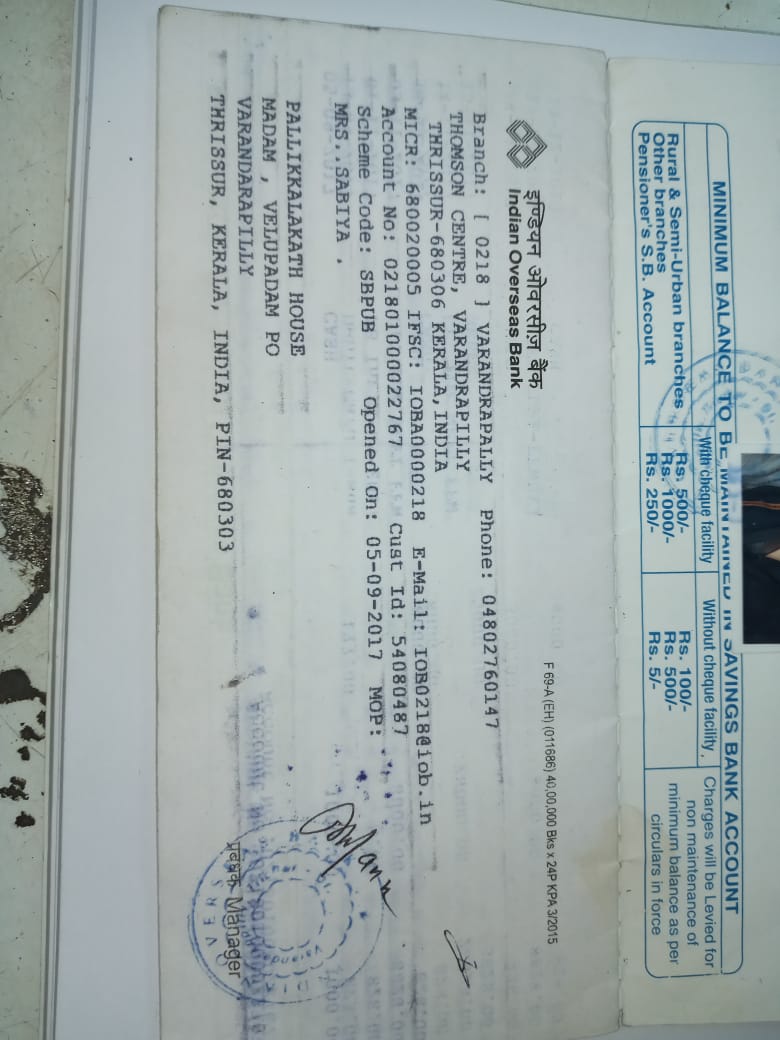 MINIMUM BALANCE TO BE MAINTAINED IN SAVINGS BANK ACCOUNT
With cheque facility Without cheque facility. Charges will be Levied for non maintenance of minimum balance as per circulars in force
Rural & Semi-Urban branches Rs. 500/- Rs. 100/-
Other branches Rs. 1000/- Rs. 500/-
Pensioner's S.B. Account Rs. 250/- Rs. 5/-
F 69-A (EH) (011686) 40,00,000 Bks x 24P KPA 3/2015
इण्डियन ओवरसीज़ बैंक
Indian Overseas Bank
Branch: [ 0218 ] VARANDRAPALLY Phone: 04802760147
THOMSON CENTRE, VARANDRAPILLY
THRISSUR-680306 KERALA,INDIA
MICR: 680020005 IFSC: IOBA0000218 E-Mail: IOB0218@iob.in
Account No: 021801000022767 Cust Id: 54080487
Scheme Code: SBPUB Opened On: 05-09-2017 MOP:
MRS..SABIYA .
PALLIKKALAKATH HOUSE
MADAM , VELUPADAM PO
VARANDARAPILLY
THRISSUR, KERALA, INDIA, PIN-680303
प्रबंधक Manager